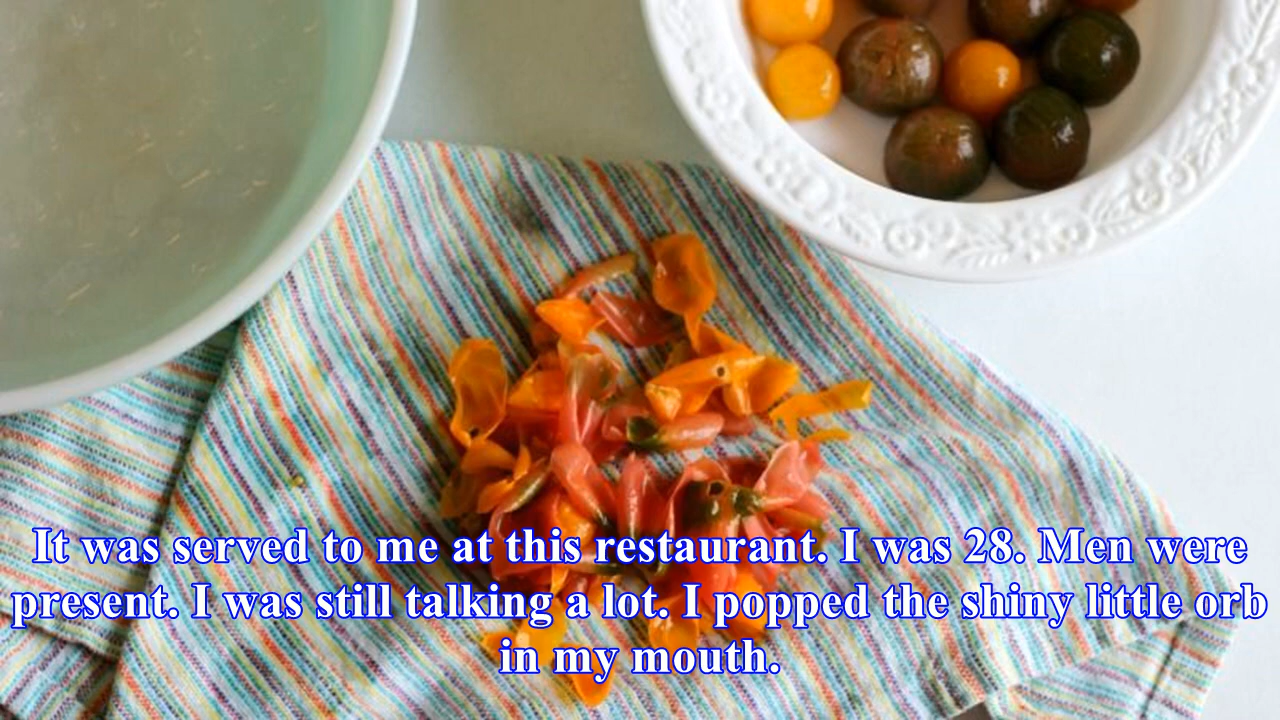 It was served to me at this restaurant. I was 28. Men were
present. I was still talking a lot. I popped the shiny little orb
in my mouth.